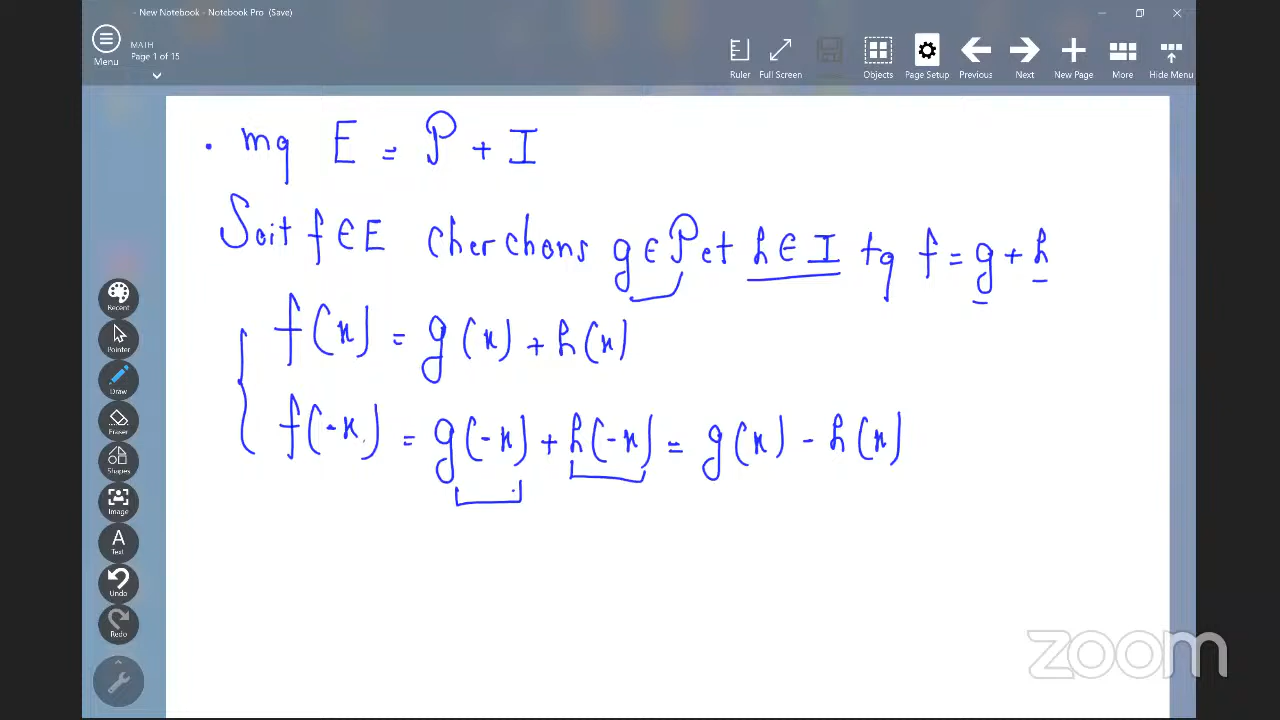 - New Notebook - Notebook Pro (Save)
Menu
MATH
Page 1 of 15
Ruler
Full Screen
Objects
Page Setup
Previous
Next
New Page
More
Hide Menu
• mq E = P + I
Soit f ∈ E cherchons g ∈ P et h ∈ I tq f = g + h
f(x) = g(x) + h(x)
f(-x) = g(-x) + h(-x) = g(x) - h(x)
Recent
Pointer
Draw
Eraser
Shapes
Image
A
Text
Undo
Redo
zoom